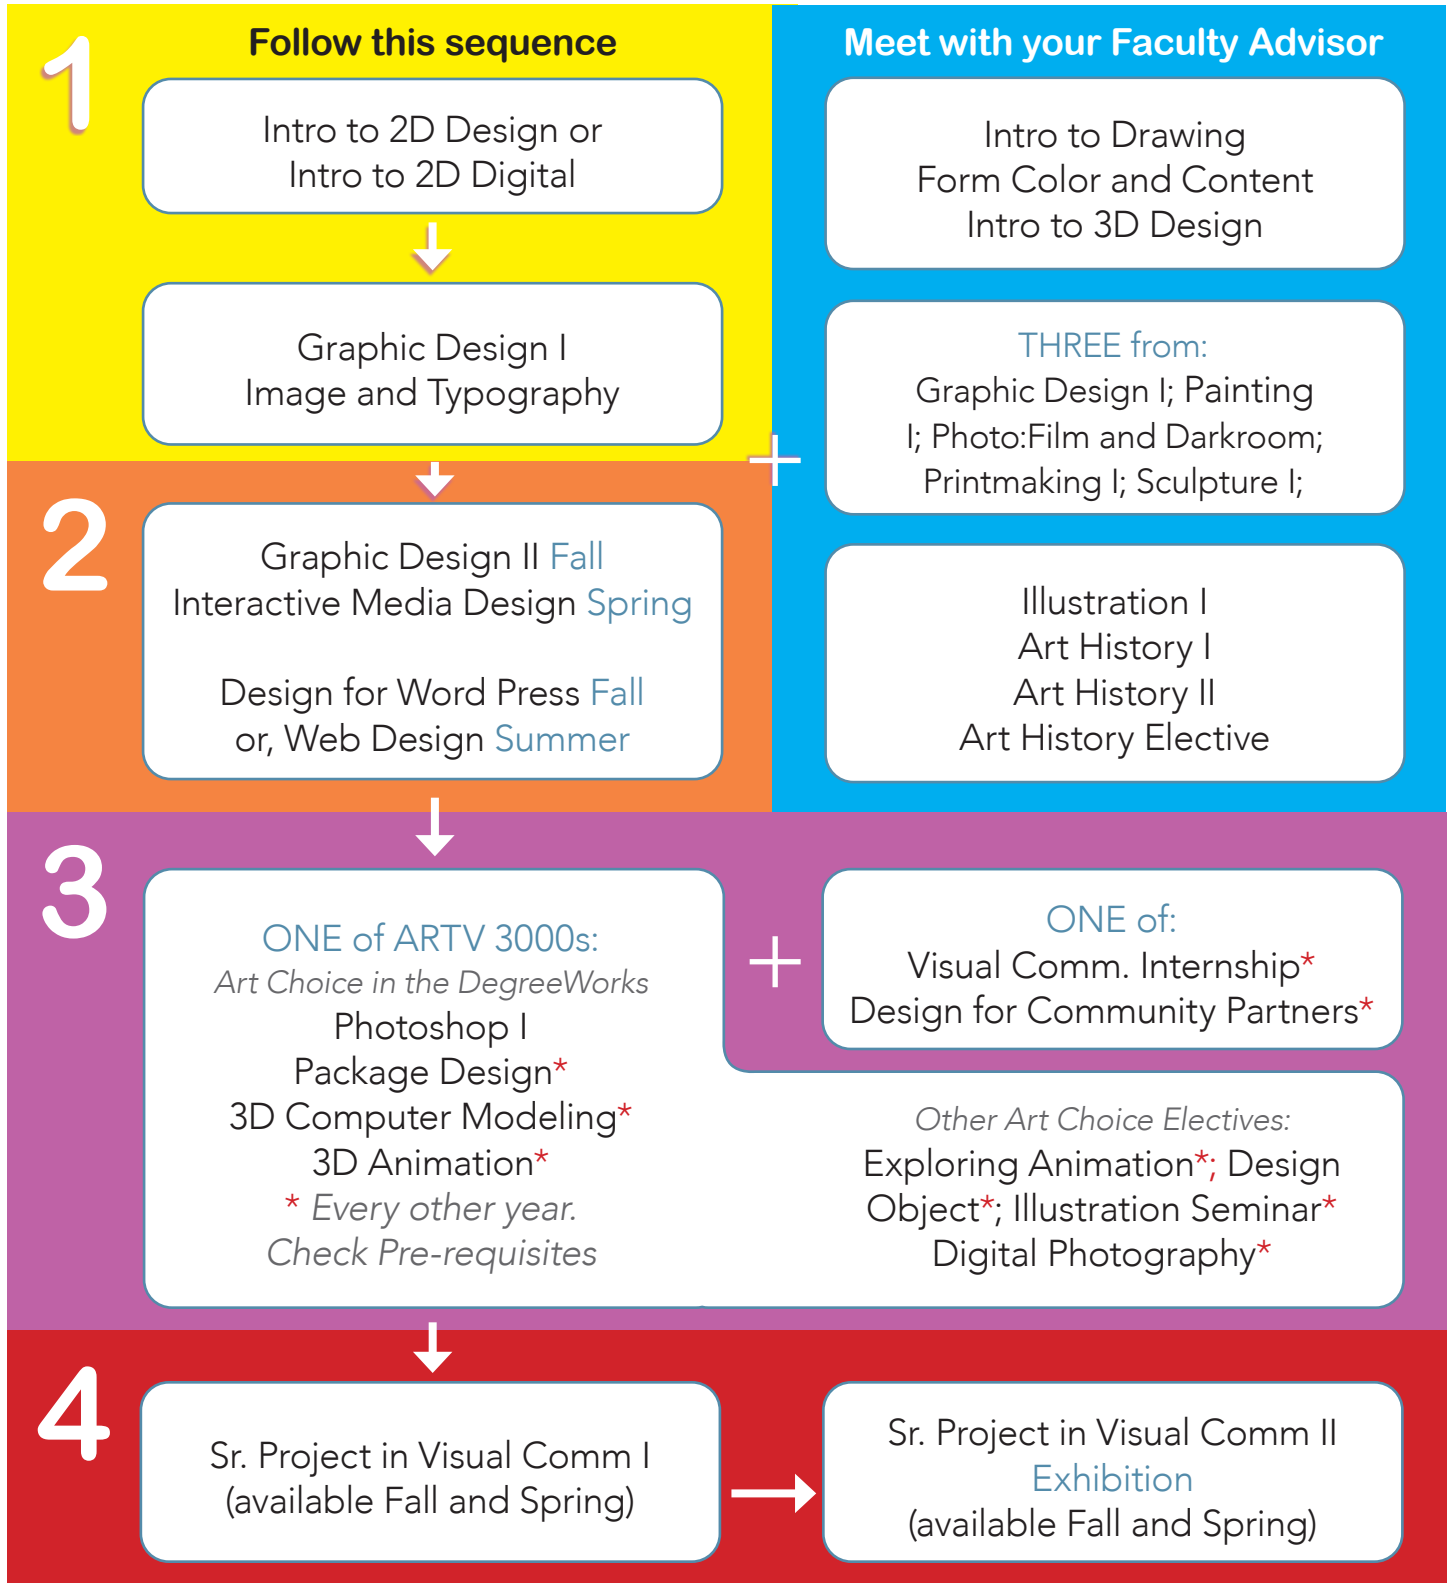 1
Follow this sequence
Intro to 2D Design or
Intro to 2D Digital
Graphic Design I
Image and Typography
Meet with your Faculty Advisor
Intro to Drawing
Form Color and Content
Intro to 3D Design
THREE from:
Graphic Design I; Painting
I; Photo:Film and Darkroom;
Printmaking I; Sculpture I;
Illustration I
Art History I
Art History II
Art History Elective
+
2
Graphic Design II Fall
Interactive Media Design Spring
Design for Word Press Fall
or, Web Design Summer
3
ONE of ARTV 3000s:
Art Choice in the DegreeWorks
Photoshop I
Package Design*
3D Computer Modeling*
3D Animation*
* Every other year.
Check Pre-requisites
+
ONE of:
Visual Comm. Internship*
Design for Community Partners*
Other Art Choice Electives:
Exploring Animation*; Design
Object*; Illustration Seminar*
Digital Photography*
4
Sr. Project in Visual Comm I
(available Fall and Spring)
Sr. Project in Visual Comm II
Exhibition
(available Fall and Spring)